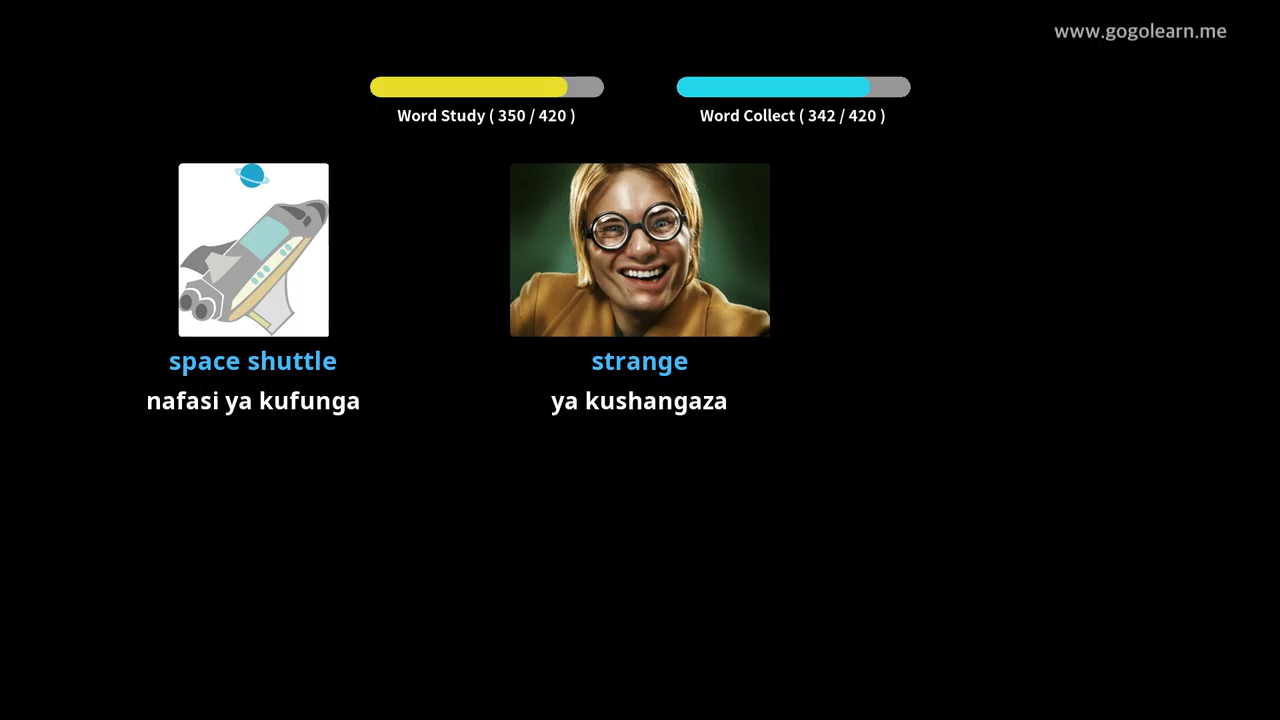 www.gogolearn.me
Word Study ( 350 / 420 )
Word Collect ( 342 / 420 )
space shuttle
nafasi ya kufunga
strange
ya kushangaza